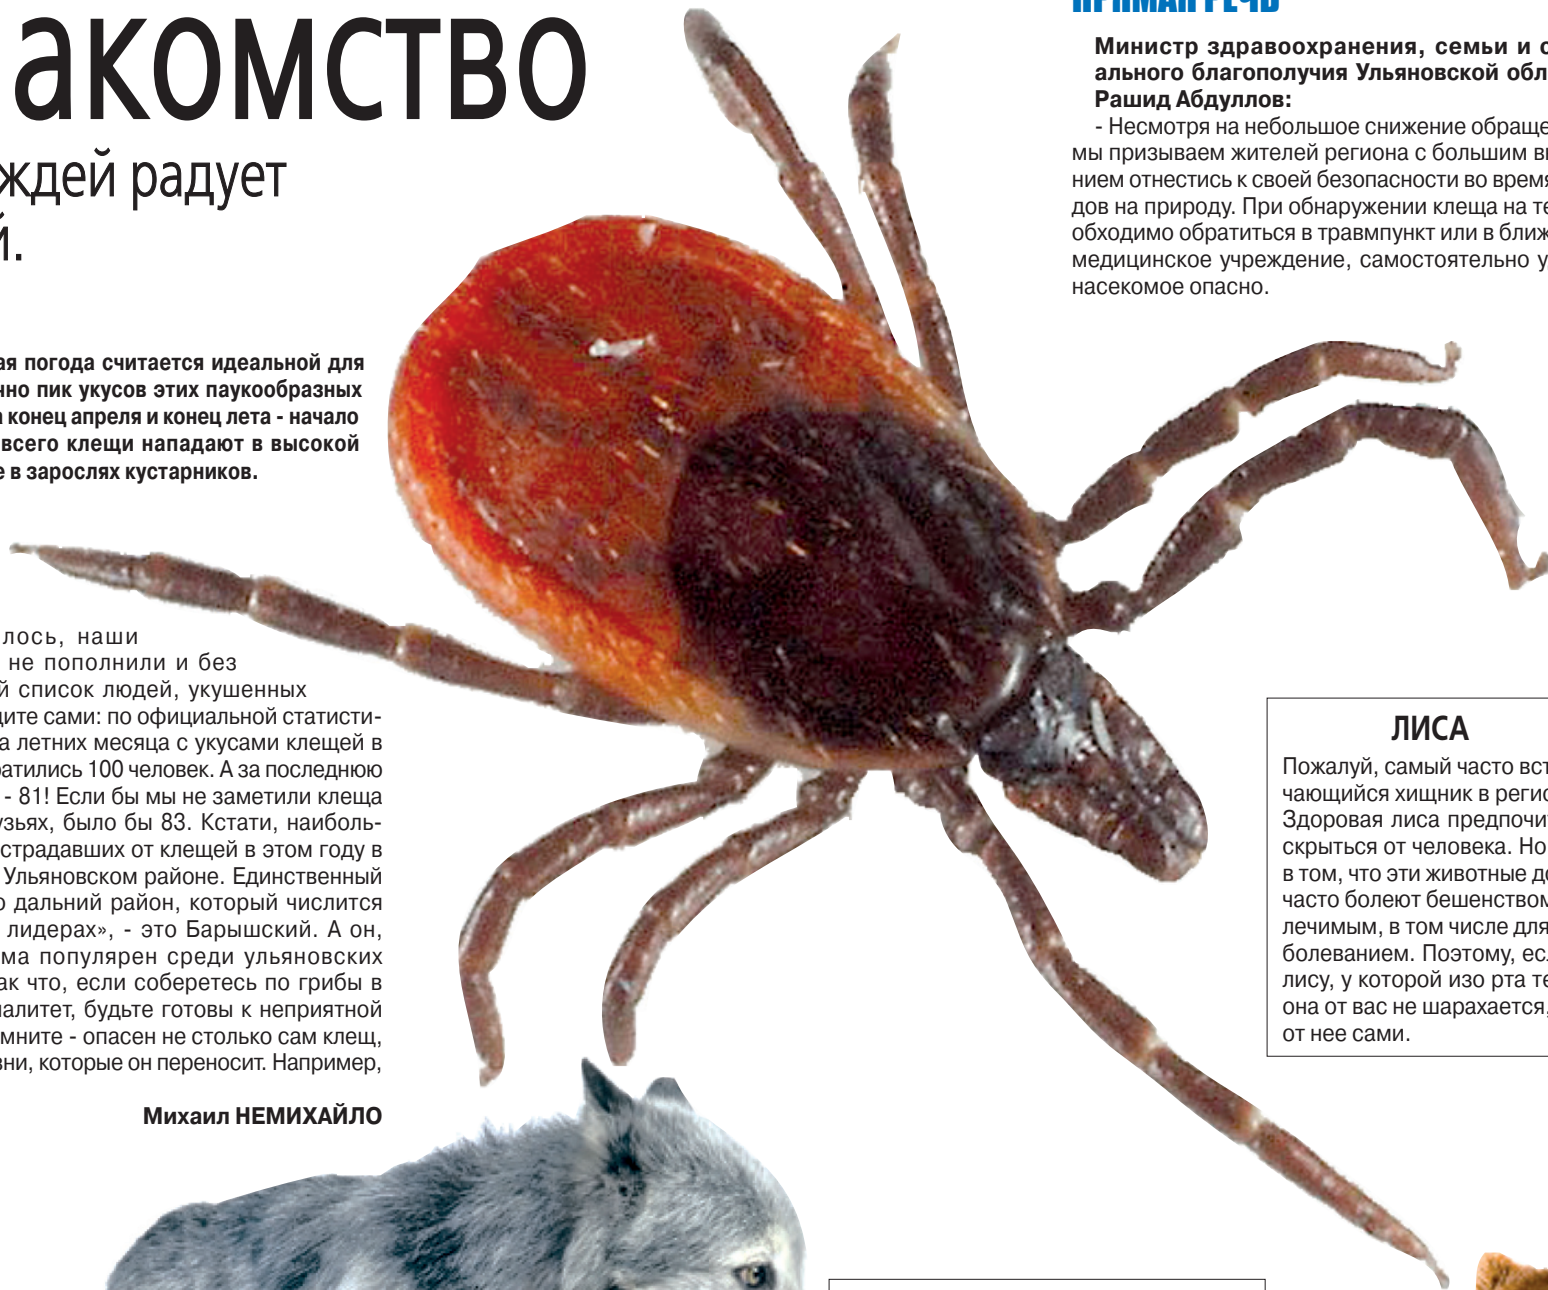 акомство
ждей радует
й.
ая погода считается идеальной для
нно пик укусов этих паукообразных
а конец апреля и конец лета - начало
всего клещи нападают в высокой
е в зарослях кустарников.
лось, наши
не пополнили и без
й список людей, укушенных
дите сами: по официальной статисти-
а летних месяца с укусами клещей в
ратились 100 человек. А за последнюю
- 81! Если бы мы не заметили клеща
узьях, было бы 83. Кстати, наиболь-
страдавших от клещей в этом году в
Ульяновском районе. Единственный
о дальний район, который числится
лидерах», - это Барышский. А он,
ма популярен среди ульяновских
ак что, если соберетесь по грибы в
алитет, будьте готовы к неприятной
мните - опасен не столько сам клещ,
зни, которые он переносит. Например,
Михаил НЕМИХАЙЛО
ПРЯМАЯ РЕЧЬ
Министр здравоохранения, семьи и с
ального благополучия Ульяновской обл
Рашид Абдуллов:
- Несмотря на небольшое снижение обраще
мы призываем жителей региона с большим в
нием отнестись к своей безопасности во время
дов на природу. При обнаружении клеща на те
обходимо обратиться в травмпункт или в ближ
медицинское учреждение, самостоятельно у
насекомое опасно.
ЛИСА
Пожалуй, самый часто вст
чающийся хищник в регио
Здоровая лиса предпочит
скрыться от человека. Но
в том, что эти животные до
часто болеют бешенством
лечимым, в том числе для
болеванием. Поэтому, есл
лису, у которой изо рта те
она от вас не шарахается,
от нее сами.